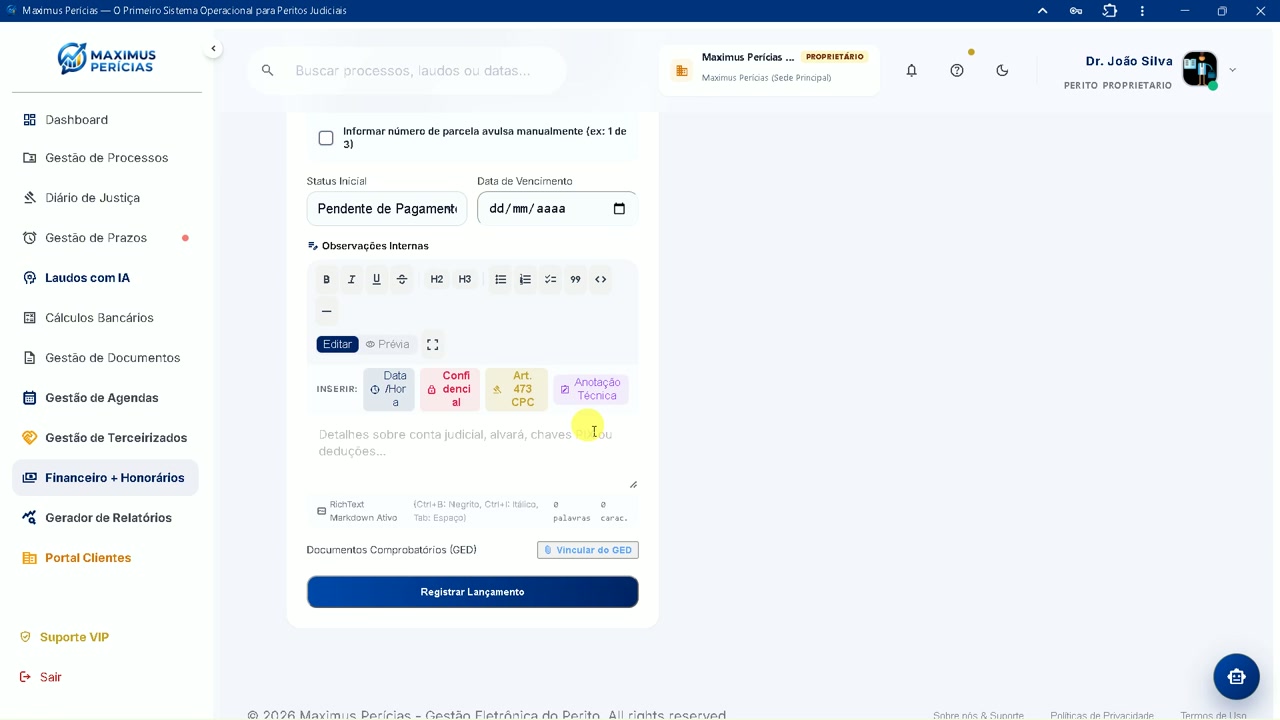 Maximus Perícias — O Primeiro Sistema Operacional para Peritos Judiciais
MAXIMUS
PERÍCIAS
Buscar processos, laudos ou datas...
Maximus Perícias ... PROPRIETÁRIO
Maximus Perícias (Sede Principal)
Dr. João Silva
PERITO PROPRIETARIO
Dashboard
Gestão de Processos
Diário de Justiça
Gestão de Prazos
Laudos com IA
Cálculos Bancários
Gestão de Documentos
Gestão de Agendas
Gestão de Terceirizados
Financeiro + Honorários
Gerador de Relatórios
Portal Clientes
Suporte VIP
Sair
Informar número de parcela avulsa manualmente (ex: 1 de
3)
Status Inicial
Data de Vencimento
Pendente de Pagamento
dd/mm/aaaa
Observações Internas
B I U S H2 H3 99 <> —
Editar Prévia
INSERIR:
Data
/Hor
a
Confi
denci
al
Art.
473
CPC
Anotação
Técnica
Detalhes sobre conta judicial, alvará, chaves PIX ou
deduções...
RichText
Markdown Ativo
(Ctrl+B: Negrito, Ctrl+I: Itálico,
Tab: Espaço)
0
palavras
0
carac.
Documentos Comprobatórios (GED)
Vincular do GED
Registrar Lançamento
© 2026 Maximus Perícias - Gestão Eletrônica do Perito. All rights reserved.
Sobre nós & Suporte
Políticas de Privacidade
Termos de Uso